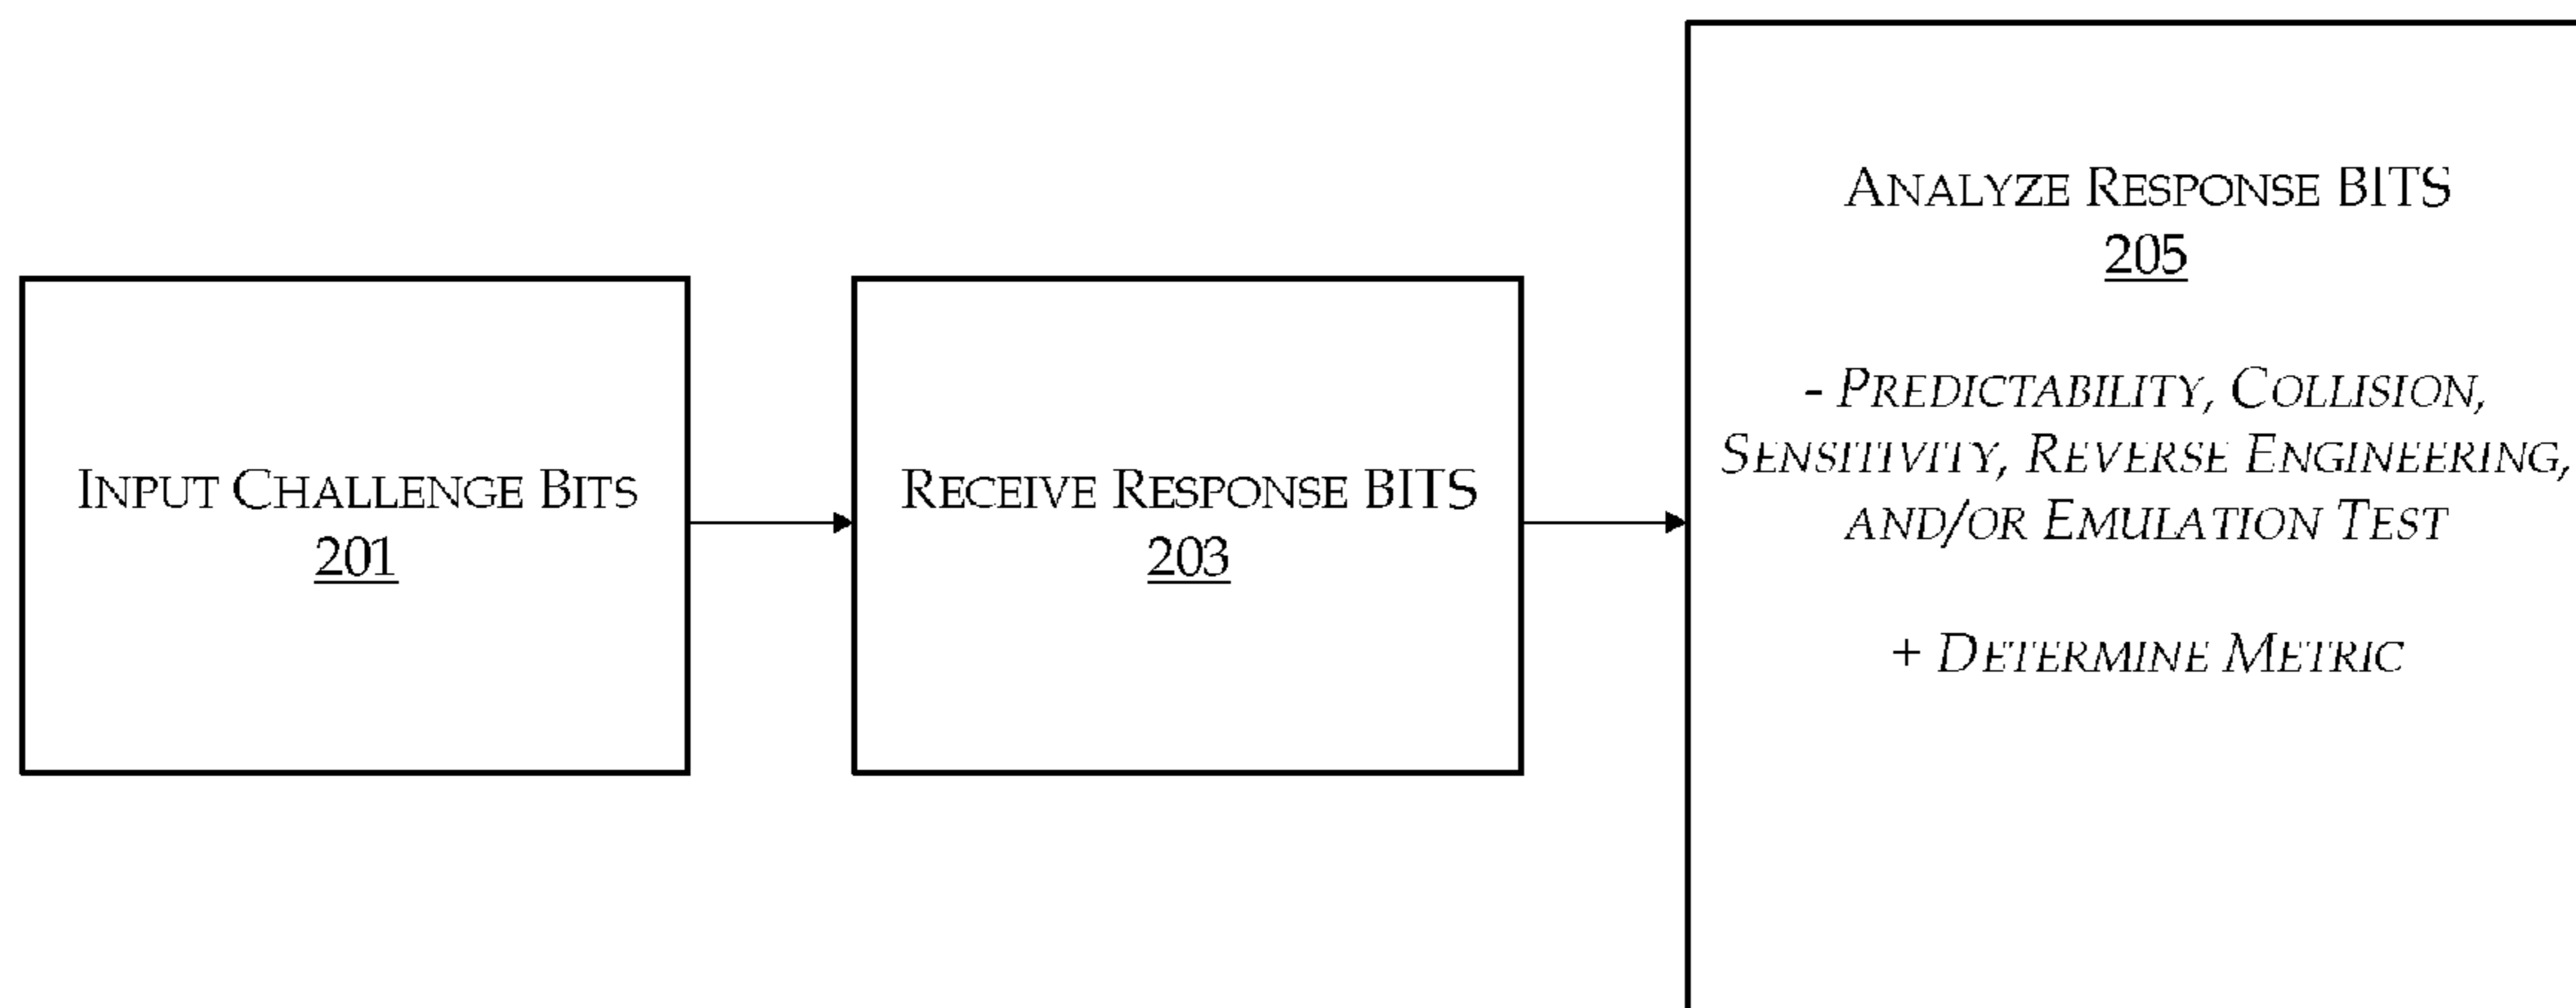 INPUT CHALLENGE BITS
201
RECEIVE RESPONSE BITS
203
ANALYZE RESPONSE BITS
205
- PREDICTABILITY, COLLISION,
SENSITIVITY, REVERSE ENGINEERING,
AND/OR EMULATION TEST
+ DETERMINE METRIC